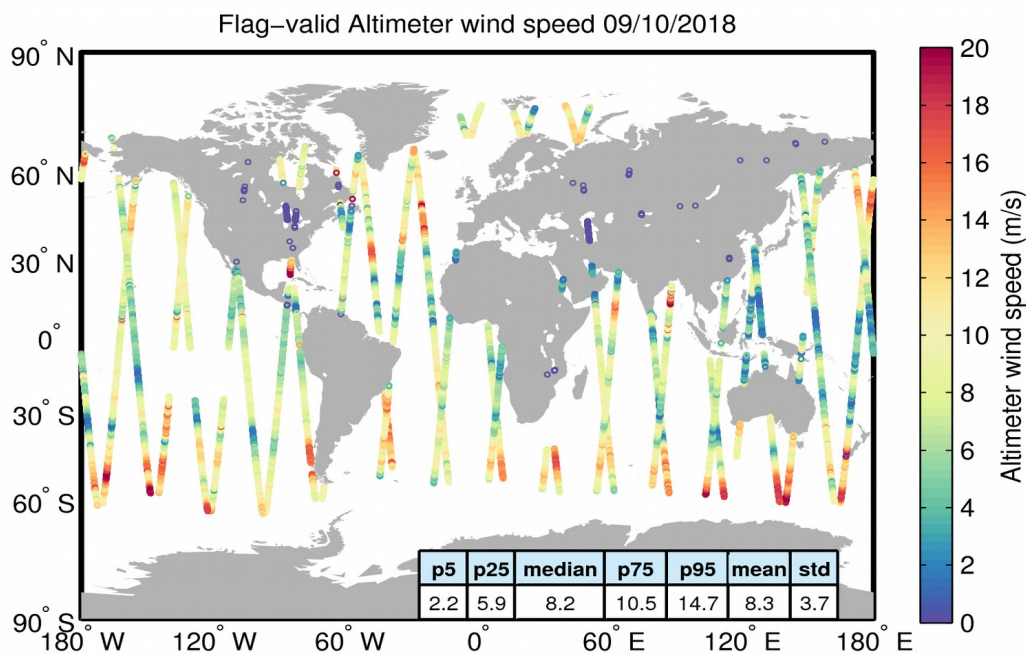 Flag−valid Altimeter wind speed 09/10/2018
90° N
60° N
30° N
0°
30° S
60° S
90° S
180° W
120° W
60° W
0°
60° E
120° E
180° E
p5 p25 median p75 p95 mean std
2.2 5.9 8.2 10.5 14.7 8.3 3.7
20
18
16
14
12
10
8
6
4
2
0
Altimeter wind speed (m/s)